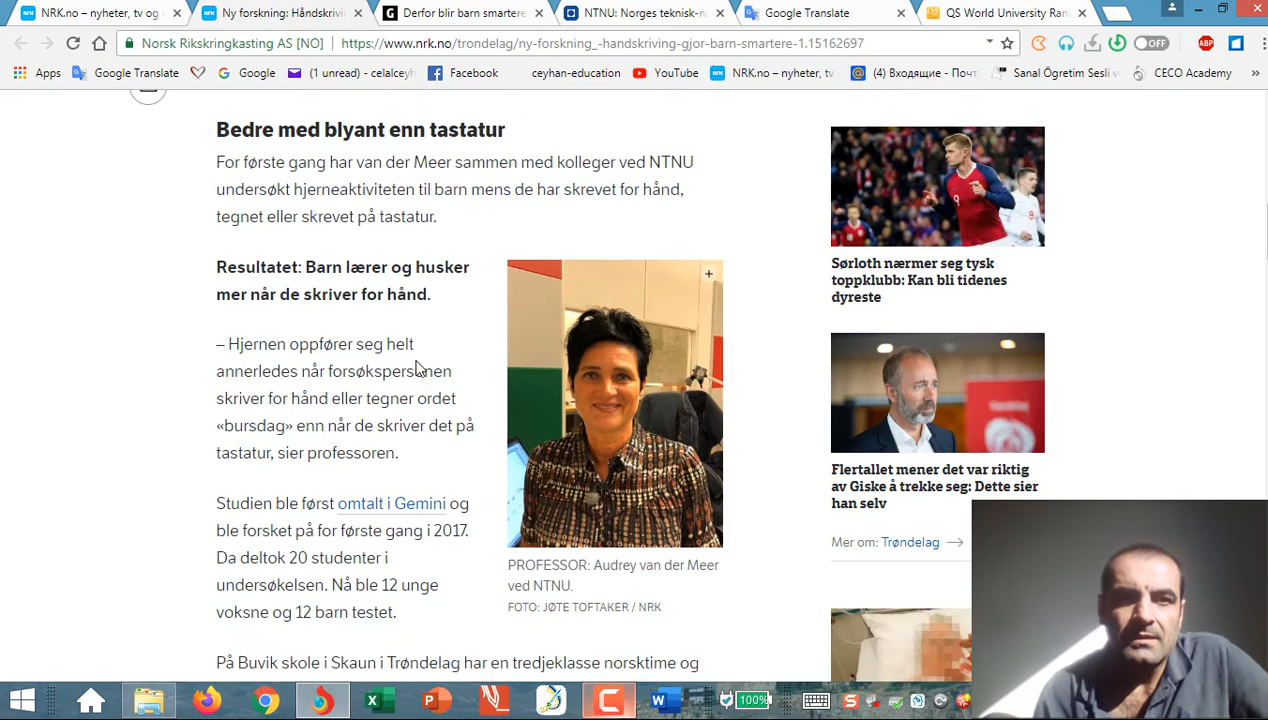 NRK.no – nyheter, tv og r
Ny forskning: Håndskrivi
Derfor blir barn smartere
NTNU: Norges teknisk-n
Google Translate
QS World University Ran
Norsk Rikskringkasting AS [NO]
https://www.nrk.no/trondelag/ny-forskning_-handskriving-gjor-barn-smartere-1.15162697
OFF
ABP
Apps
Google Translate
Google
(1 unread) - celalcey
Facebook
ceyhan-education
YouTube
NRK.no – nyheter, tv
(4) Входящие - Почт
Sanal Ögretim Sesli v
CECO Academy
»
Bedre med blyant enn tastatur
For første gang har van der Meer sammen med kolleger ved NTNU
undersøkt hjerneaktiviteten til barn mens de har skrevet for hånd,
tegnet eller skrevet på tastatur.
Resultatet: Barn lærer og husker
mer når de skriver for hånd.
– Hjernen oppfører seg helt
annerledes når forsøkspersonen
skriver for hånd eller tegner ordet
«bursdag» enn når de skriver det på
tastatur, sier professoren.
Studien ble først omtalt i Gemini og
ble forsket på for første gang i 2017.
Da deltok 20 studenter i
undersøkelsen. Nå ble 12 unge
voksne og 12 barn testet.
På Buvik skole i Skaun i Trøndelag har en tredjeklasse norsktime og
PROFESSOR: Audrey van der Meer
ved NTNU.
FOTO: JØTE TOFTAKER / NRK
Sørloth nærmer seg tysk
toppklubb: Kan bli tidenes
dyreste
Flertallet mener det var riktig
av Giske å trekke seg: Dette sier
han selv
Mer om: Trøndelag
100%